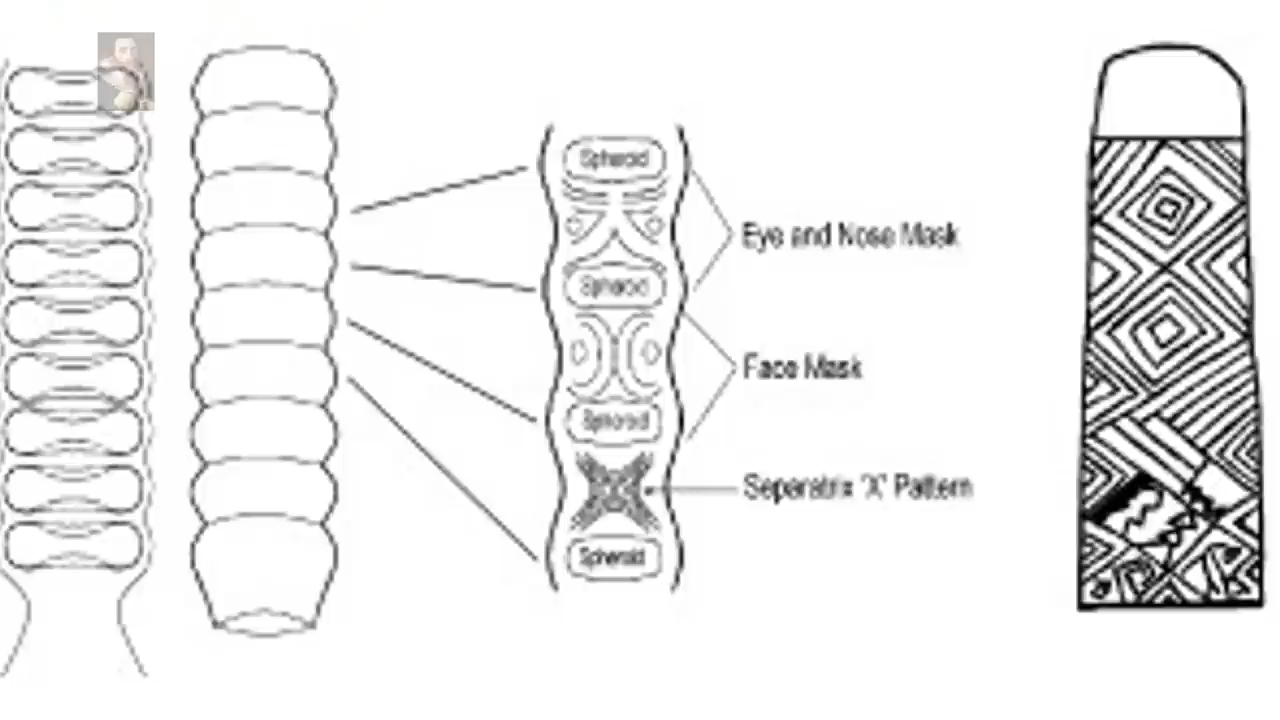 Spheroid
Eye and Nose Mask
Spheroid
Face Mask
Spheroid
Separatrix 'X' Pattern
Spheroid